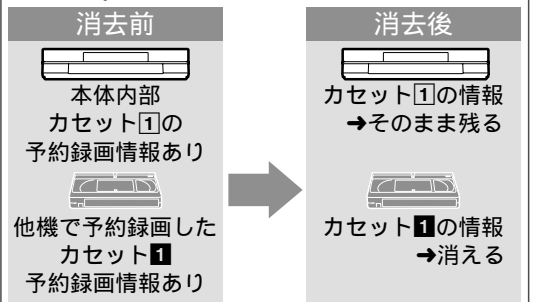 消去前
本体内部
カセット1の
予約録画情報あり
他機で予約録画した
カセット1
予約録画情報あり
消去後
カセット1の情報
➜そのまま残る
カセット1の情報
➜消える